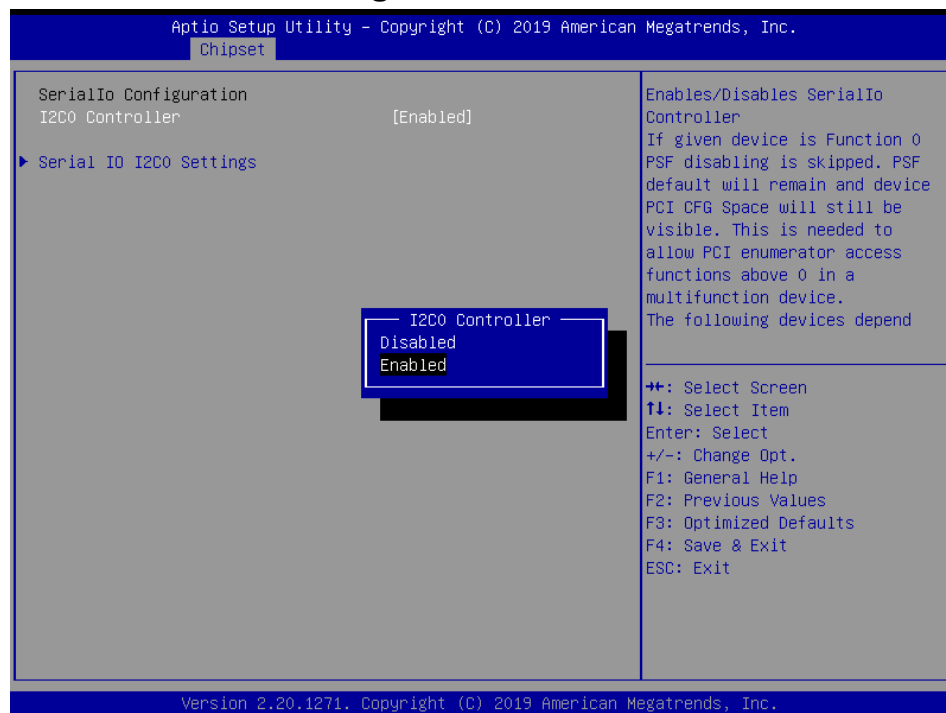 Aptio Setup Utility – Copyright (C) 2019 American Megatrends, Inc.
Chipset
SerialIo Configuration
I2C0 Controller [Enabled]
Serial IO I2C0 Settings
I2C0 Controller
Disabled
Enabled
Enables/Disables SerialIo
Controller
If given device is Function 0
PSF disabling is skipped. PSF
default will remain and device
PCI CFG Space will still be
visible. This is needed to
allow PCI enumerator access
functions above 0 in a
multifunction device.
The following devices depend
→←: Select Screen
↑↓: Select Item
Enter: Select
+/-: Change Opt.
F1: General Help
F2: Previous Values
F3: Optimized Defaults
F4: Save & Exit
ESC: Exit
Version 2.20.1271. Copyright (C) 2019 American Megatrends, Inc.